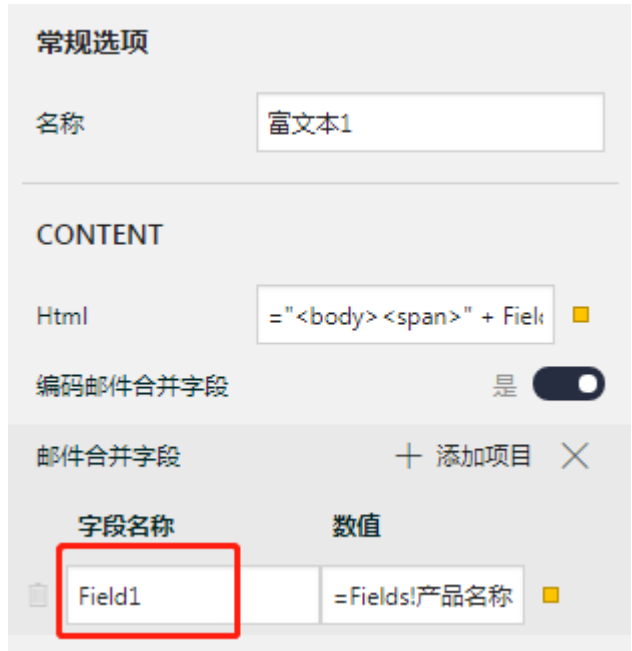 常规选项
名称 富文本1
CONTENT
Html ="<body><span>" + Fiel
编码邮件合并字段 是
邮件合并字段 添加项目
字段名称 数值
Field1 =Fields!产品名称